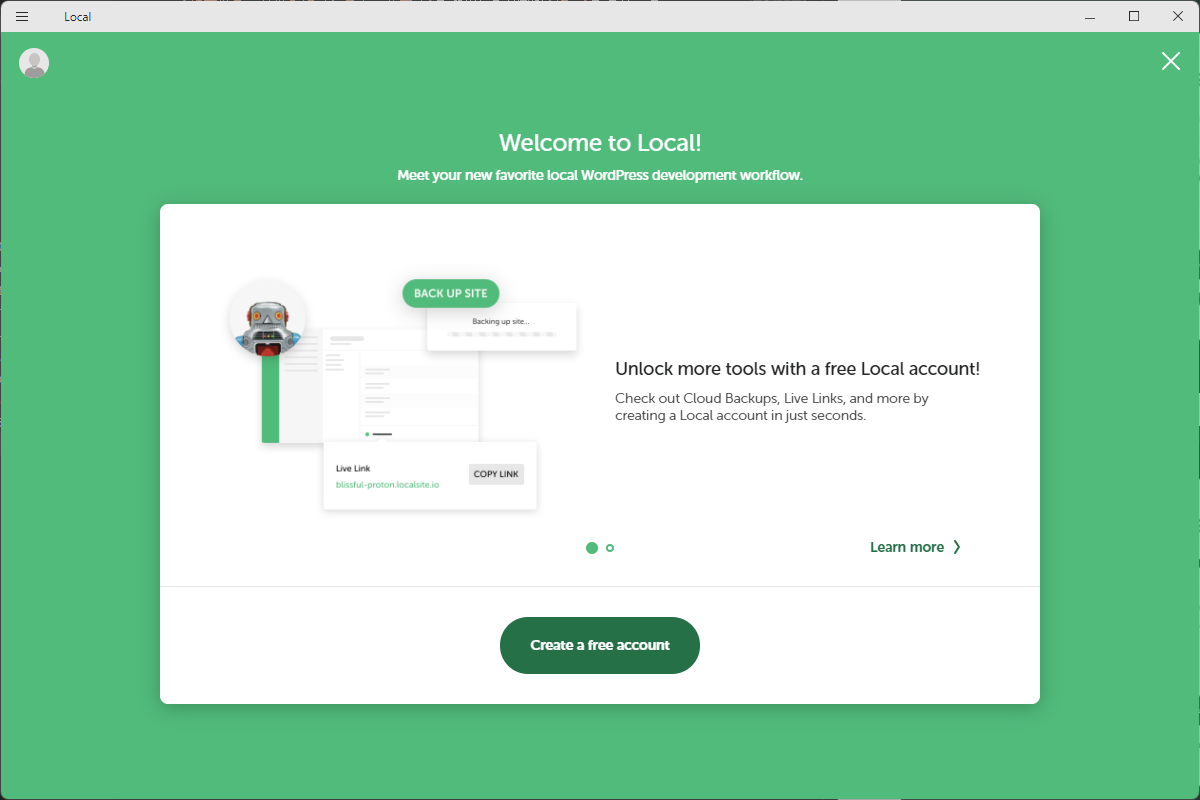 Local
Welcome to Local!
Meet your new favorite local WordPress development workflow.
BACK UP SITE
Backing up site...
Unlock more tools with a free Local account!
Check out Cloud Backups, Live Links, and more by
creating a Local account in just seconds.
Live Link
blissful-proton.localsite.io
COPY LINK
Learn more
Create a free account